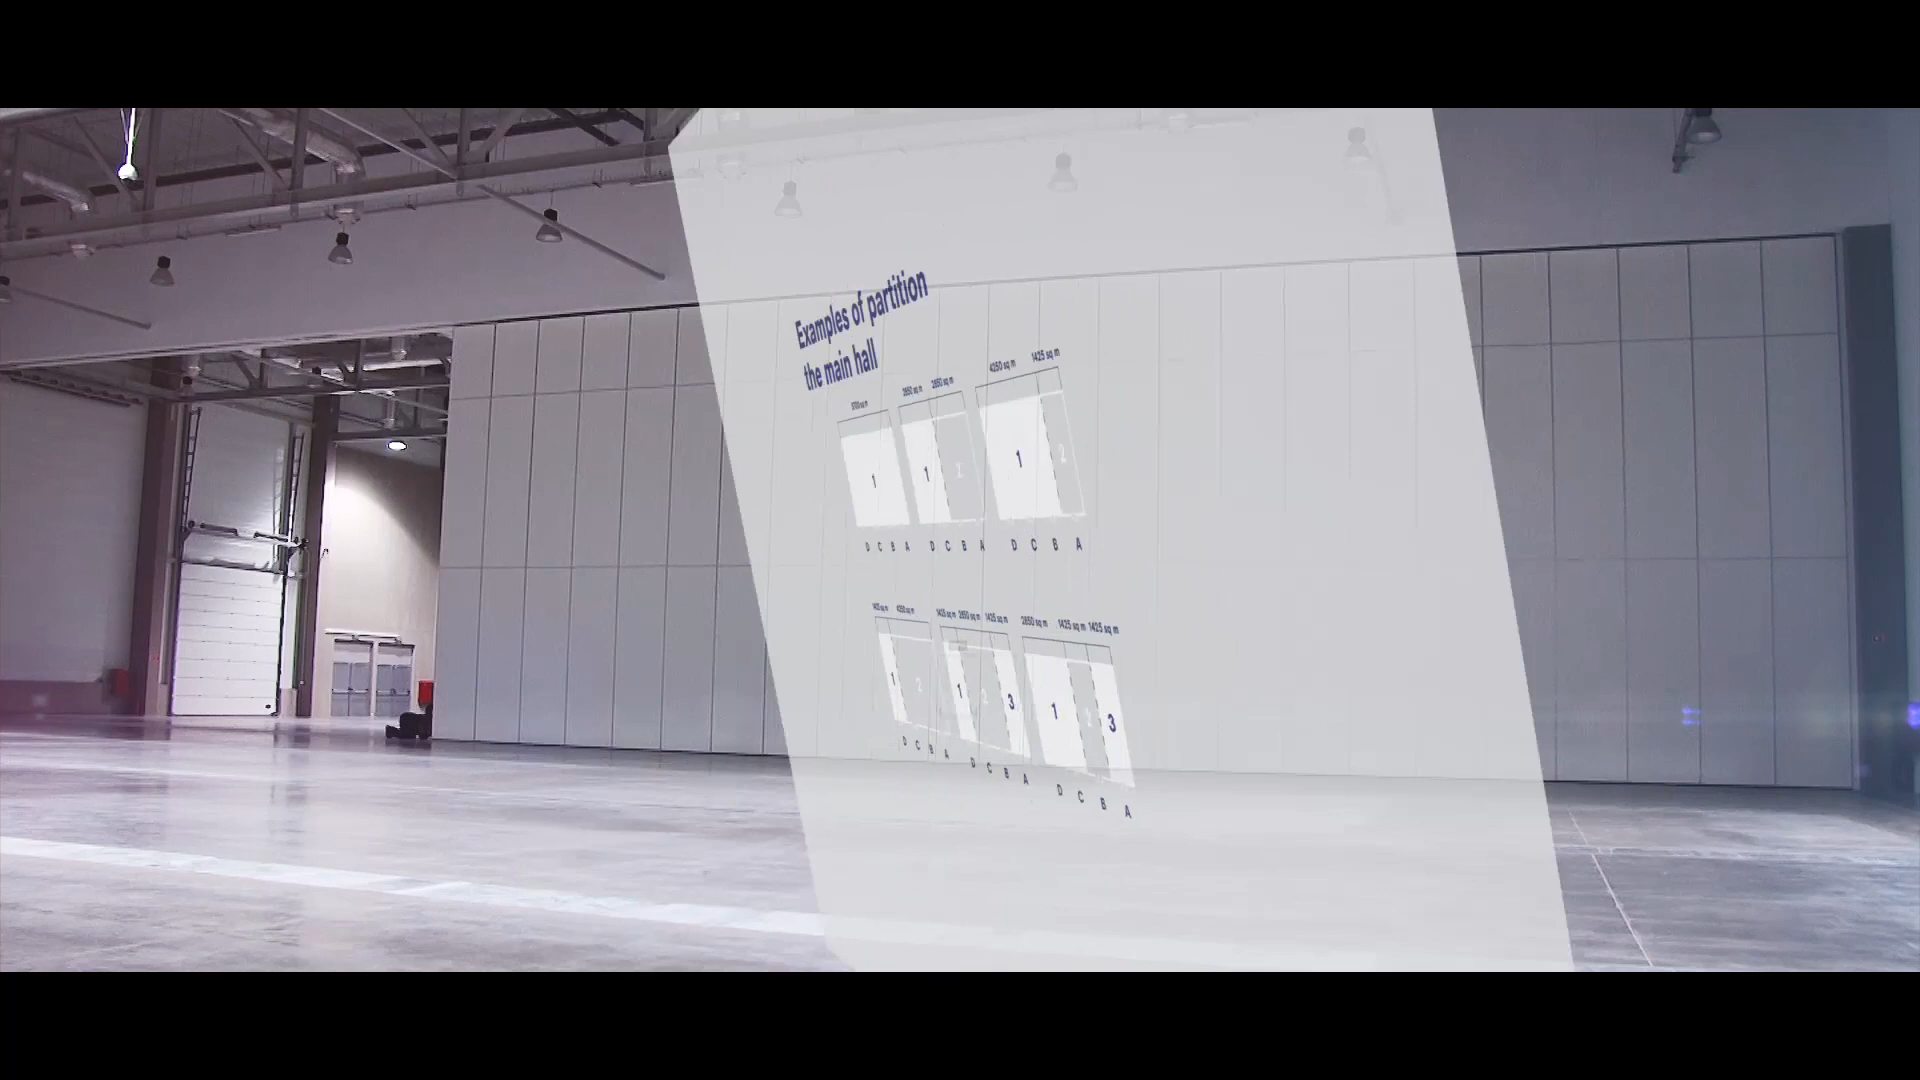 Examples of partition
the main hall
5700 sq m
2850 sq m 2850 sq m
4250 sq m 1425 sq m
1
1 2
1 2
D C B A
D C B A
D C B A
1425 sq m 4250 sq m
1425 sq m 2850 sq m 1425 sq m
2850 sq m 1425 sq m 1425 sq m
1 2
1 2 3
1 2 3
D C B A
D C B A
D C B A